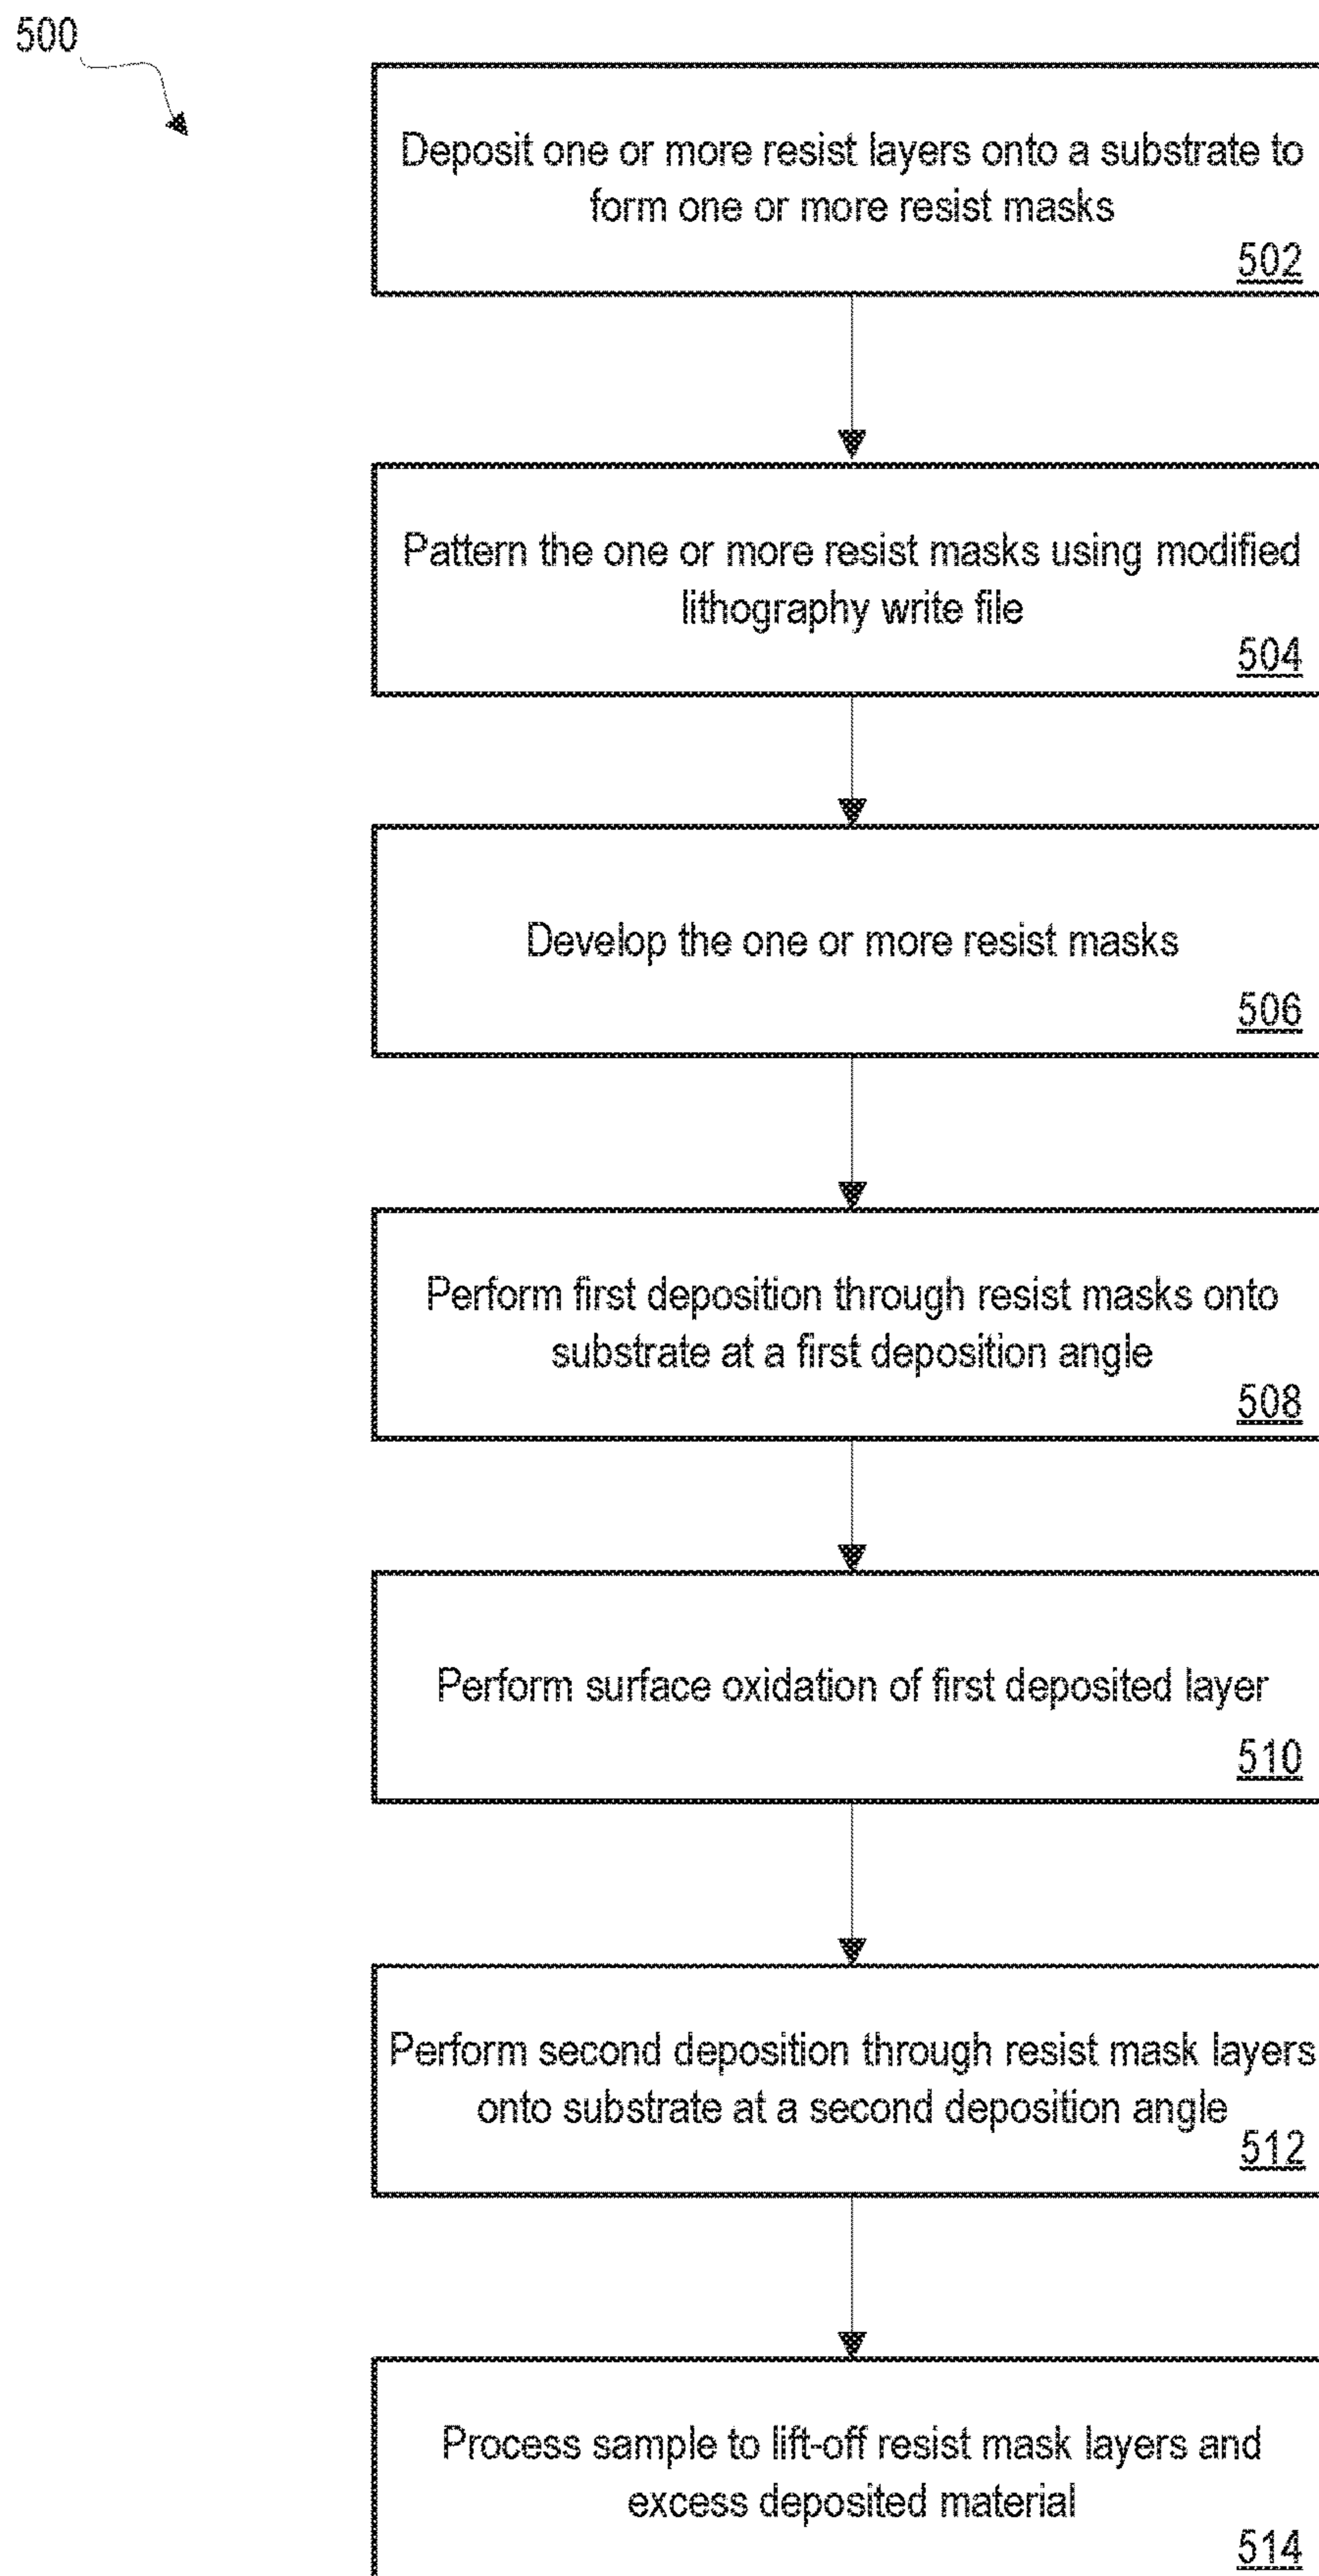 500
Deposit one or more resist layers onto a substrate to
form one or more resist masks
502
Pattern the one or more resist masks using modified
lithography write file
504
Develop the one or more resist masks
506
Perform first deposition through resist masks onto
substrate at a first deposition angle
508
Perform surface oxidation of first deposited layer
510
Perform second deposition through resist mask layers
onto substrate at a second deposition angle
512
Process sample to lift-off resist mask layers and
excess deposited material
514